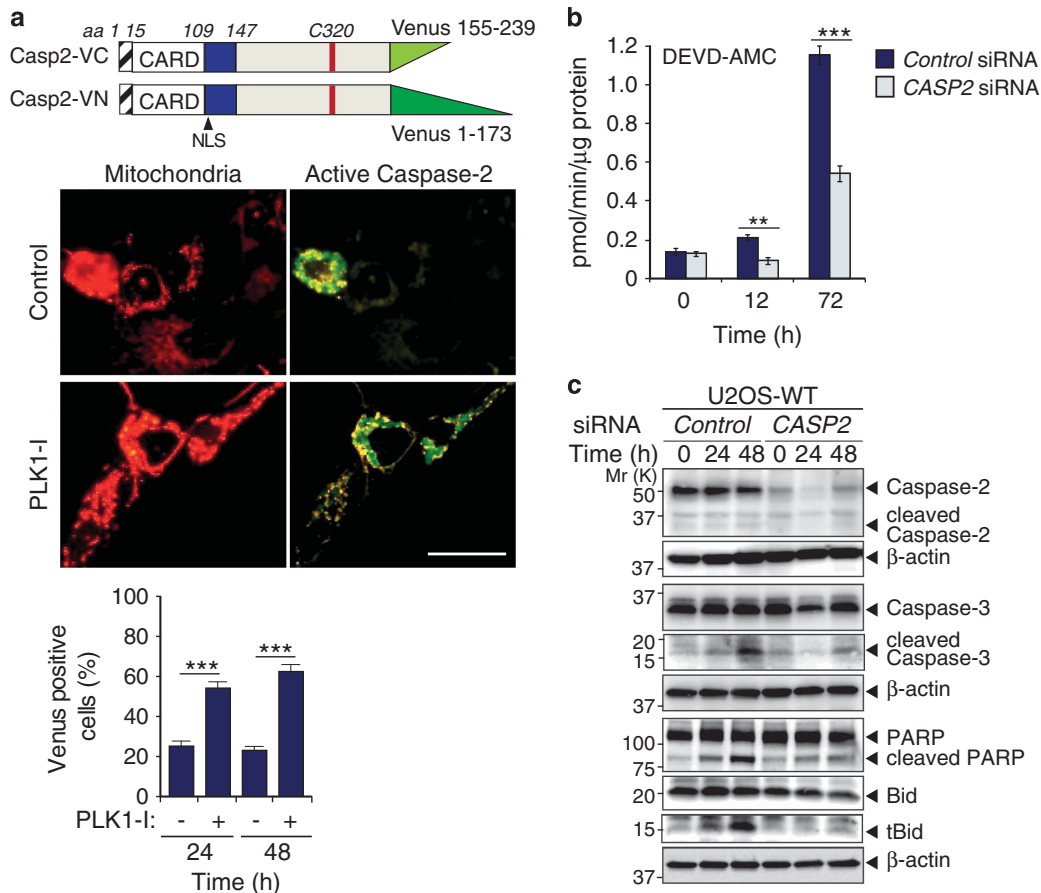 a
aa 1 15 109 147 C320 Venus 155-239
Casp2-VC CARD
Casp2-VN CARD
NLS Venus 1-173
Mitochondria Active Caspase-2
Control
PLK1-I
Venus positive
cells (%)
100
80
60
40
20
0
*** ***
PLK1-I: - + - +
24 48
Time (h)
b
DEVD-AMC
pmol/min/µg protein
1.2
1.0
0.8
0.6
0.4
0.2
0
**
***
Control siRNA
CASP2 siRNA
0 12 72
Time (h)
c
U2OS-WT
siRNA Control CASP2
Time (h) 0 24 48 0 24 48
Mr (K)
50
37
Caspase-2
cleaved
Caspase-2
37
β-actin
37
Caspase-3
20
15
cleaved
Caspase-3
37
β-actin
100
75
PARP
cleaved PARP
20
Bid
15
tBid
37
β-actin